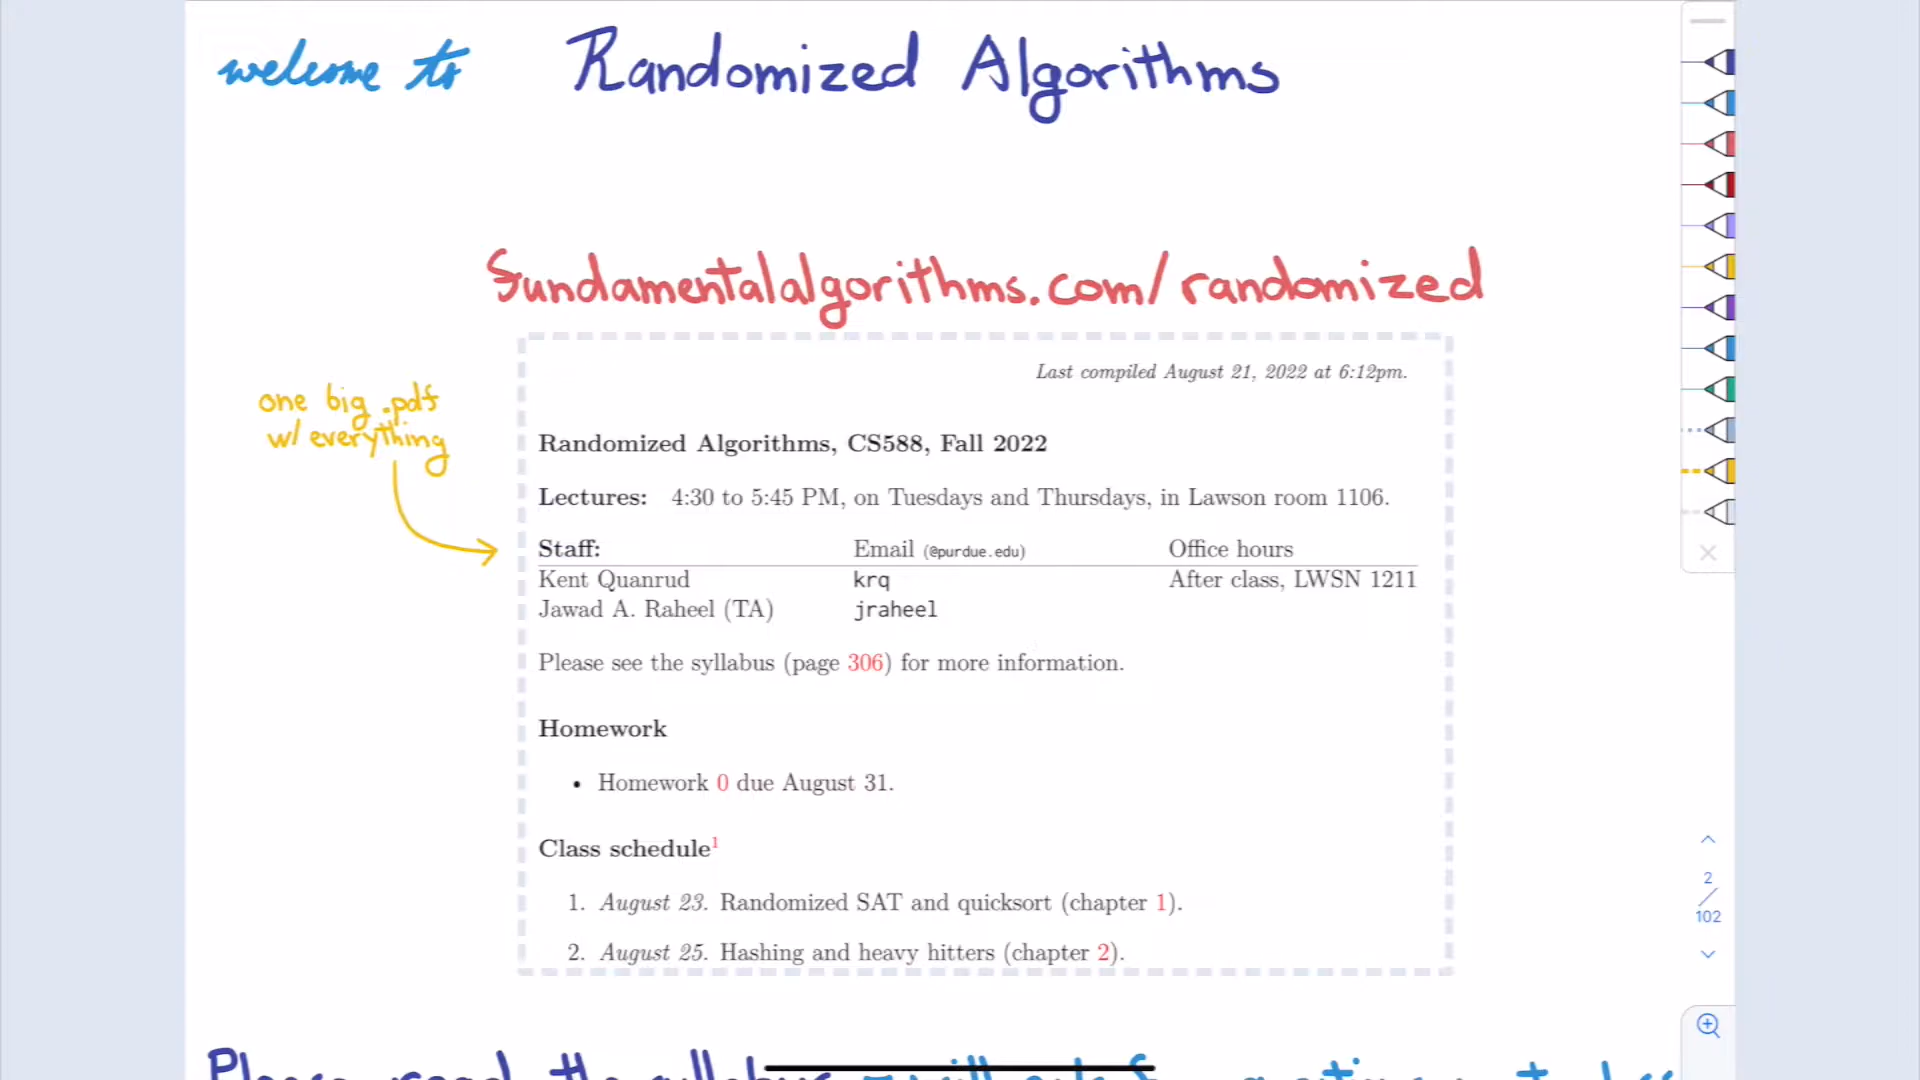 welcome to Randomized Algorithms
fundamentalalgorithms.com/randomized
one big .pdf
w/ everything
Last compiled August 21, 2022 at 6:12pm.
Randomized Algorithms, CS588, Fall 2022
Lectures: 4:30 to 5:45 PM, on Tuesdays and Thursdays, in Lawson room 1106.
Staff: Email (@purdue.edu) Office hours
Kent Quanrud krq After class, LWSN 1211
Jawad A. Raheel (TA) jraheel
Please see the syllabus (page 306) for more information.
Homework
• Homework 0 due August 31.
Class schedule1
1. August 23. Randomized SAT and quicksort (chapter 1).
2. August 25. Hashing and heavy hitters (chapter 2).
2
/
102
Please read the syllabus